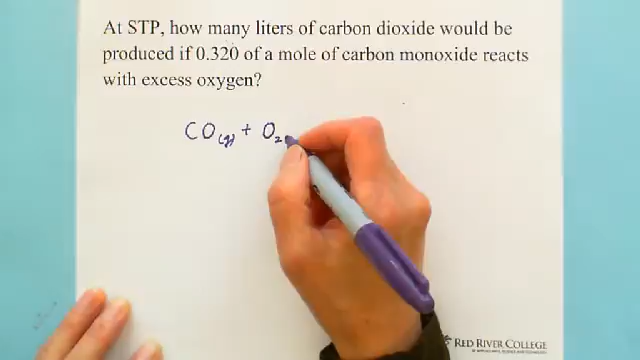 At STP, how many liters of carbon dioxide would be
produced if 0.320 of a mole of carbon monoxide reacts
with excess oxygen?
CO(g) + O2
RED RIVER COLLEGE